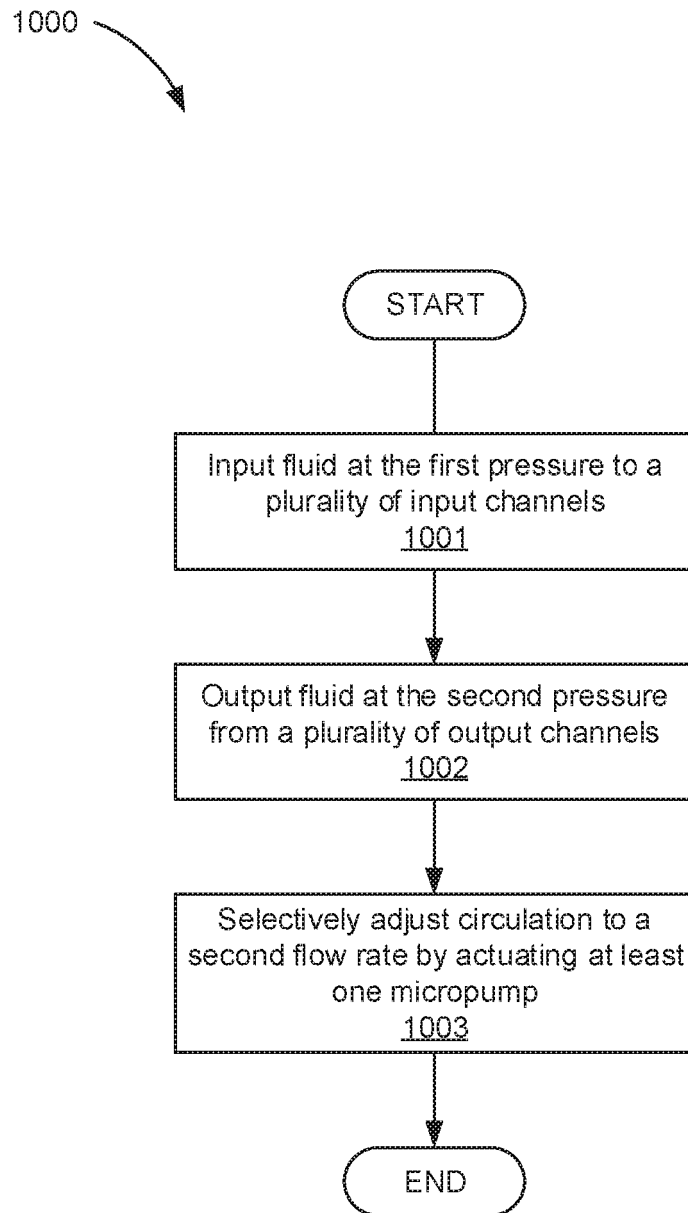 1000
START
Input fluid at the first pressure to a
plurality of input channels
1001
Output fluid at the second pressure
from a plurality of output channels
1002
Selectively adjust circulation to a
second flow rate by actuating at least
one micropump
1003
END